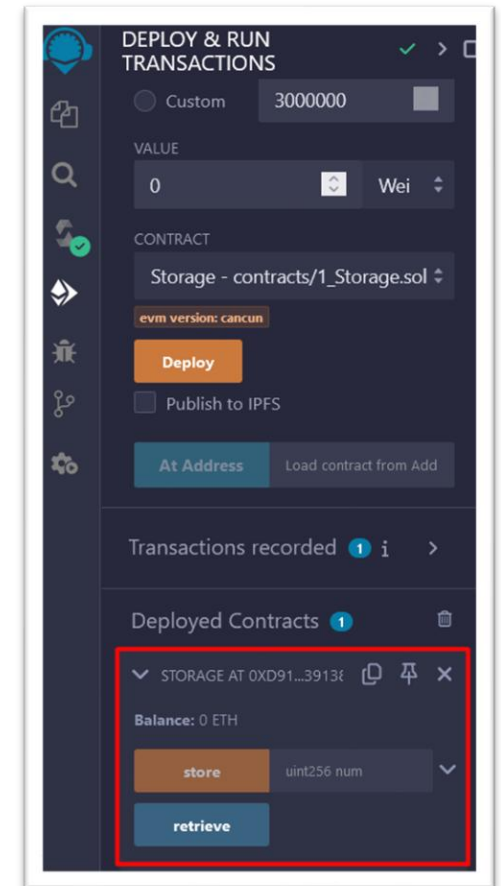 DEPLOY & RUN
TRANSACTIONS
Custom 3000000
VALUE
0 Wei
CONTRACT
Storage - contracts/1_Storage.sol
evm version: cancun
Deploy
Publish to IPFS
At Address Load contract from Add
Transactions recorded 1 i
Deployed Contracts 1
STORAGE AT 0XD91...39138
Balance: 0 ETH
store uint256 num
retrieve